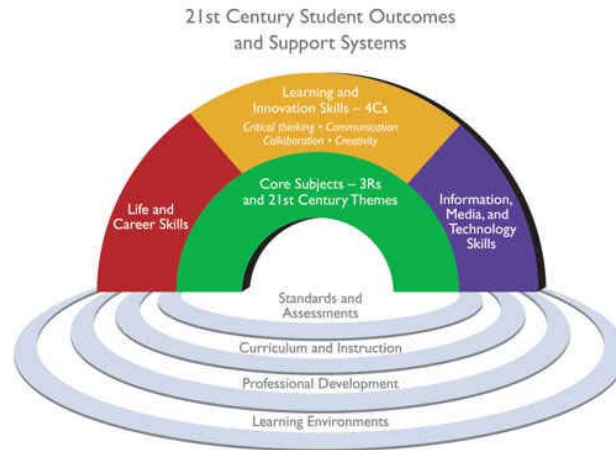 21st Century Student Outcomes
and Support Systems
Learning and
Innovation Skills – 4Cs
Critical thinking • Communication
Collaboration • Creativity
Core Subjects – 3Rs
and 21st Century Themes
Life and
Career Skills
Information,
Media, and
Technology
Skills
Standards and
Assessments
Curriculum and Instruction
Professional Development
Learning Environments